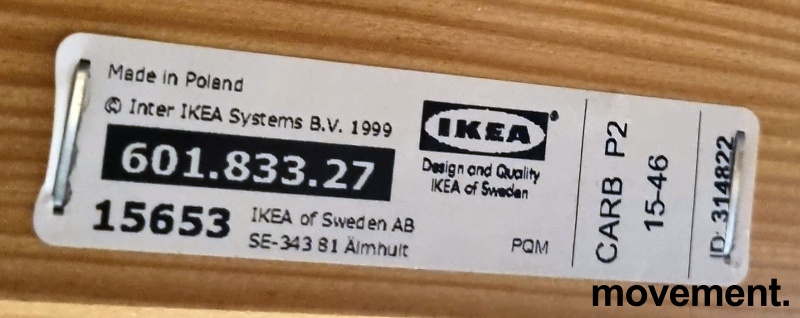 Made in Poland
© Inter IKEA Systems B.V. 1999
601.833.27
15653
IKEA of Sweden AB
SE-343 81 Älmhult
IKEA
Design and Quality
IKEA of Sweden
PQM
CARB P2
15-46
ID: 314822
movement.